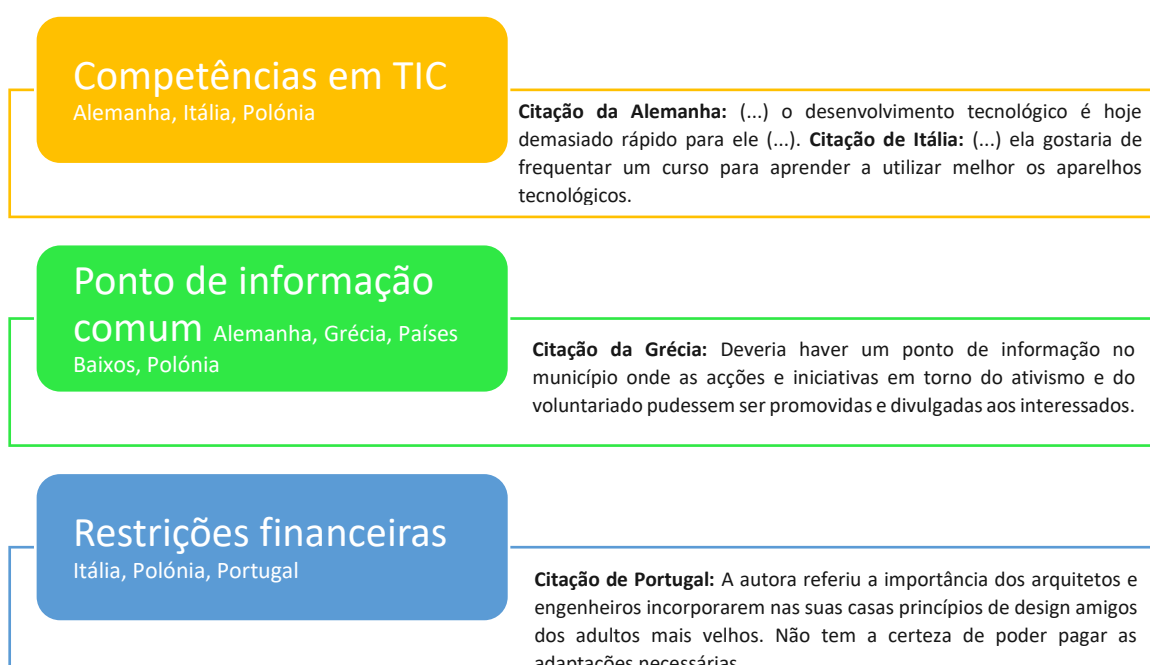 Competências em TIC
Alemanha, Itália, Polónia
Citação da Alemanha: (...) o desenvolvimento tecnológico é hoje
demasiado rápido para ele (...). Citação de Itália: (...) ela gostaria de
frequentar um curso para aprender a utilizar melhor os aparelhos
tecnológicos.
Ponto de informação
comum Alemanha, Grécia, Países
Baixos, Polónia
Citação da Grécia: Deveria haver um ponto de informação no
município onde as acções e iniciativas em torno do ativismo e do
voluntariado pudessem ser promovidas e divulgadas aos interessados.
Restrições financeiras
Itália, Polónia, Portugal
Citação de Portugal: A autora referiu a importância dos arquitetos e
engenheiros incorporarem nas suas casas princípios de design amigos
dos adultos mais velhos. Não tem a certeza de poder pagar as
adaptações necessárias